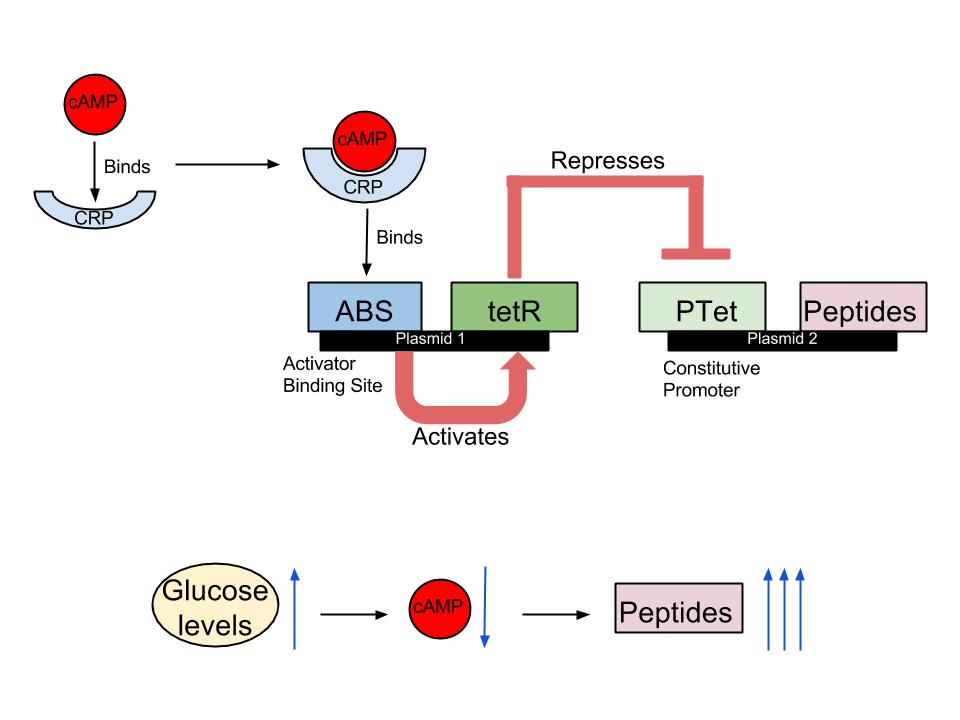 cAMP
Binds
CRP
cAMP
CRP
Binds
Represses
ABS
tetR
PTet
Peptides
Plasmid 1
Plasmid 2
Activator
Binding Site
Constitutive
Promoter
Activates
Glucose
levels
cAMP
Peptides